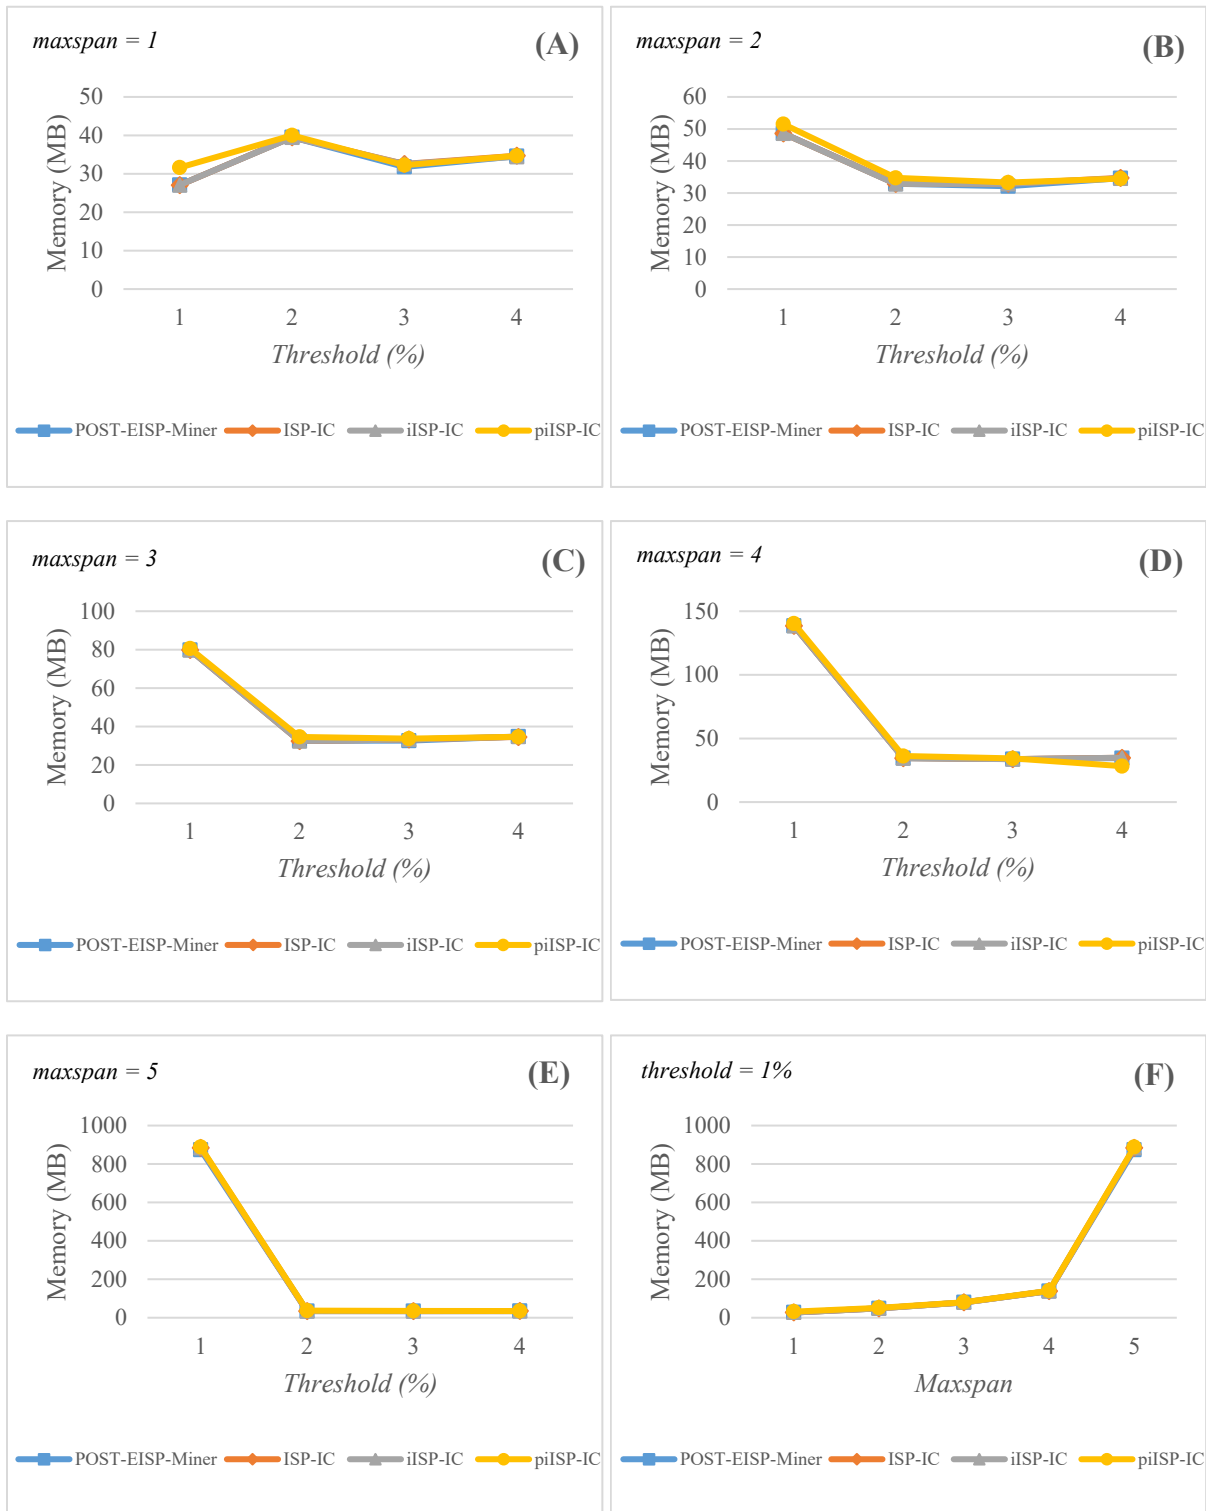 maxspan = 1
(A)
Memory (MB)
50
40
30
20
10
0
1 2 3 4
Threshold (%)
POST-EISP-Miner ISP-IC iISP-IC piISP-IC
maxspan = 2
(B)
Memory (MB)
60
50
40
30
20
10
0
1 2 3 4
Threshold (%)
POST-EISP-Miner ISP-IC iISP-IC piISP-IC
maxspan = 3
(C)
Memory (MB)
100
80
60
40
20
0
1 2 3 4
Threshold (%)
POST-EISP-Miner ISP-IC iISP-IC piISP-IC
maxspan = 4
(D)
Memory (MB)
150
100
50
0
1 2 3 4
Threshold (%)
POST-EISP-Miner ISP-IC iISP-IC piISP-IC
maxspan = 5
(E)
Memory (MB)
1000
800
600
400
200
0
1 2 3 4
Threshold (%)
POST-EISP-Miner ISP-IC iISP-IC piISP-IC
threshold = 1%
(F)
Memory (MB)
1000
800
600
400
200
0
1 2 3 4 5
Maxspan
POST-EISP-Miner ISP-IC iISP-IC piISP-IC